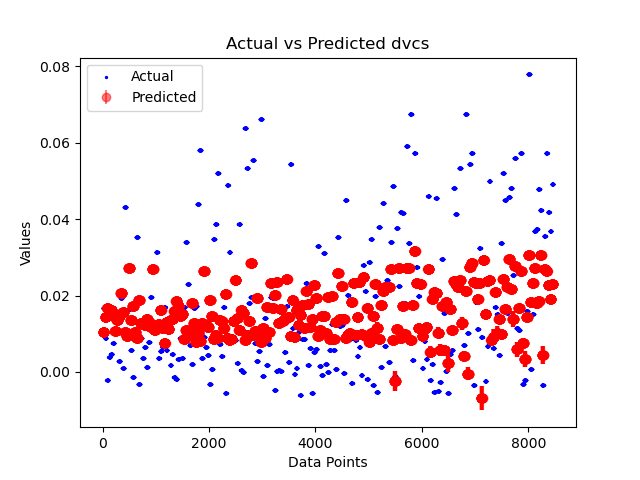 Actual vs Predicted dvcs
Actual
Predicted
0.08
0.06
0.04
0.02
0.00
Values
0
2000
4000
6000
8000
Data Points